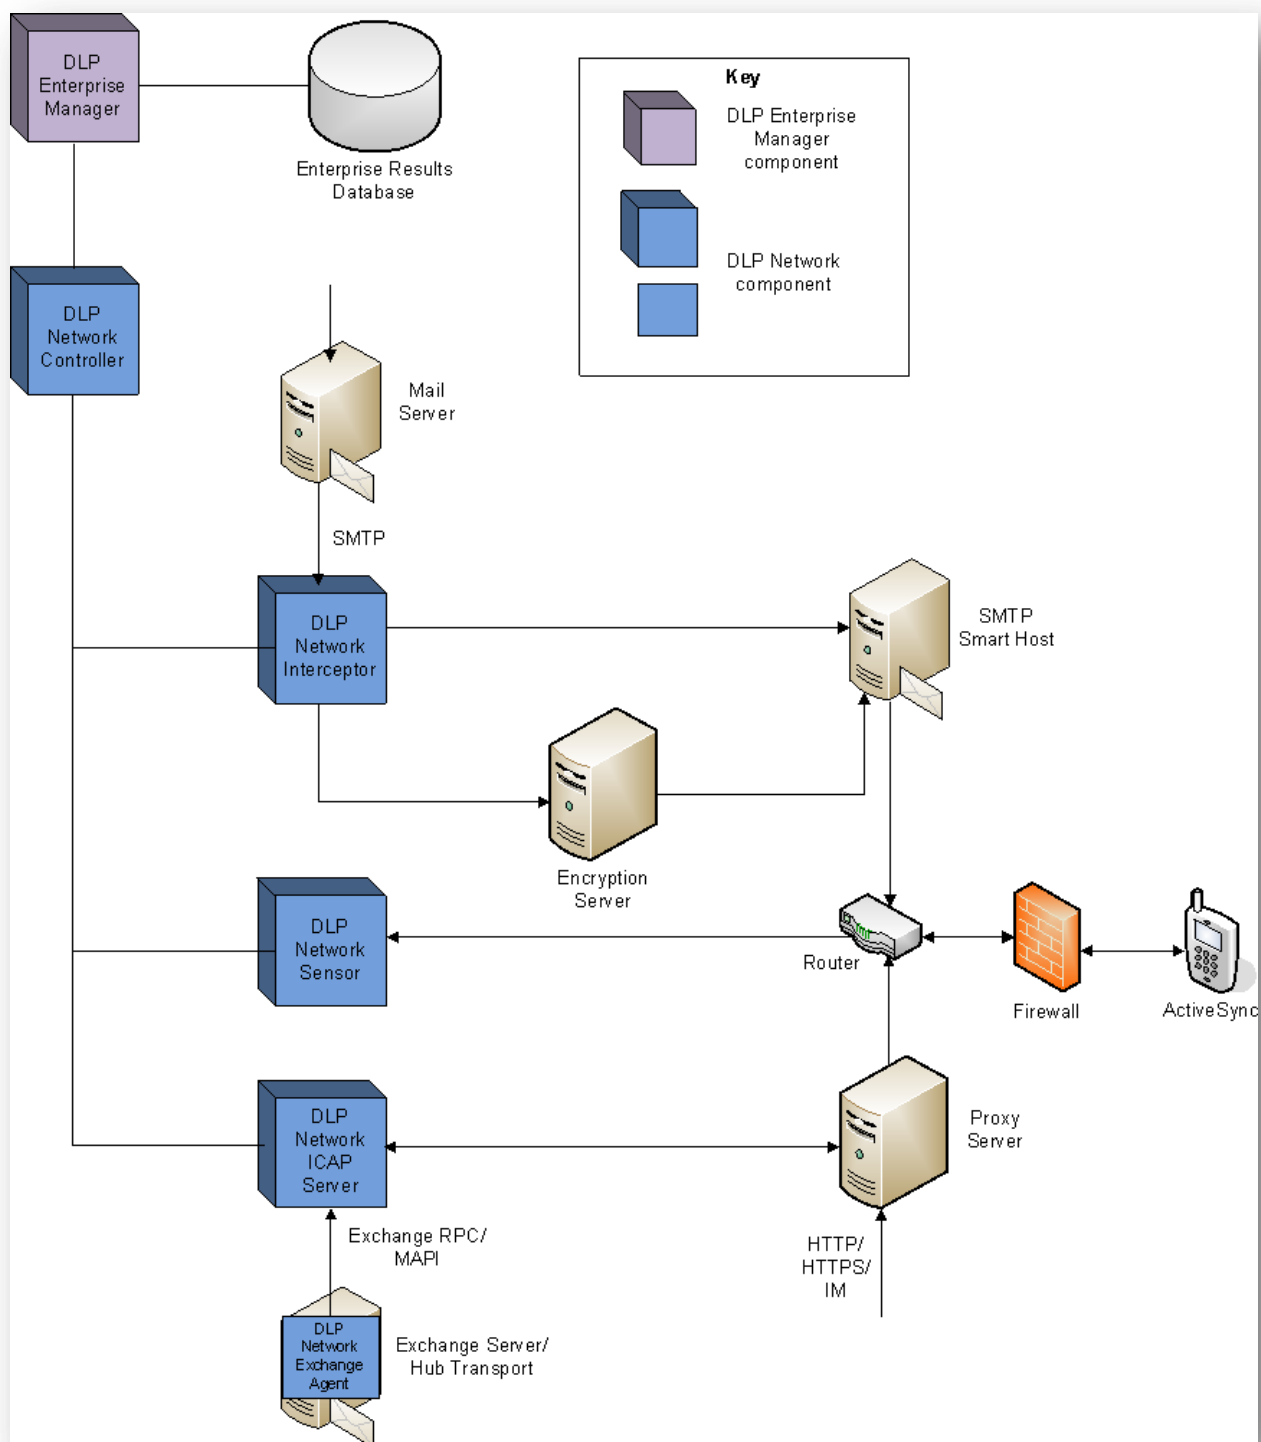 DLP
Enterprise
Manager
Enterprise Results
Database
Key
DLP Enterprise
Manager
component
DLP Network
component
DLP
Network
Controller
Mail
Server
SMTP
DLP
Network
Interceptor
SMTP
Smart Host
Encryption
Server
DLP
Network
Sensor
Router
Firewall
ActiveSync
DLP
Network
ICAP
Server
Proxy
Server
Exchange RPC/
MAPI
HTTP/
HTTPS/
IM
DLP
Network
Exchange
Agent
Exchange Server/
Hub Transport